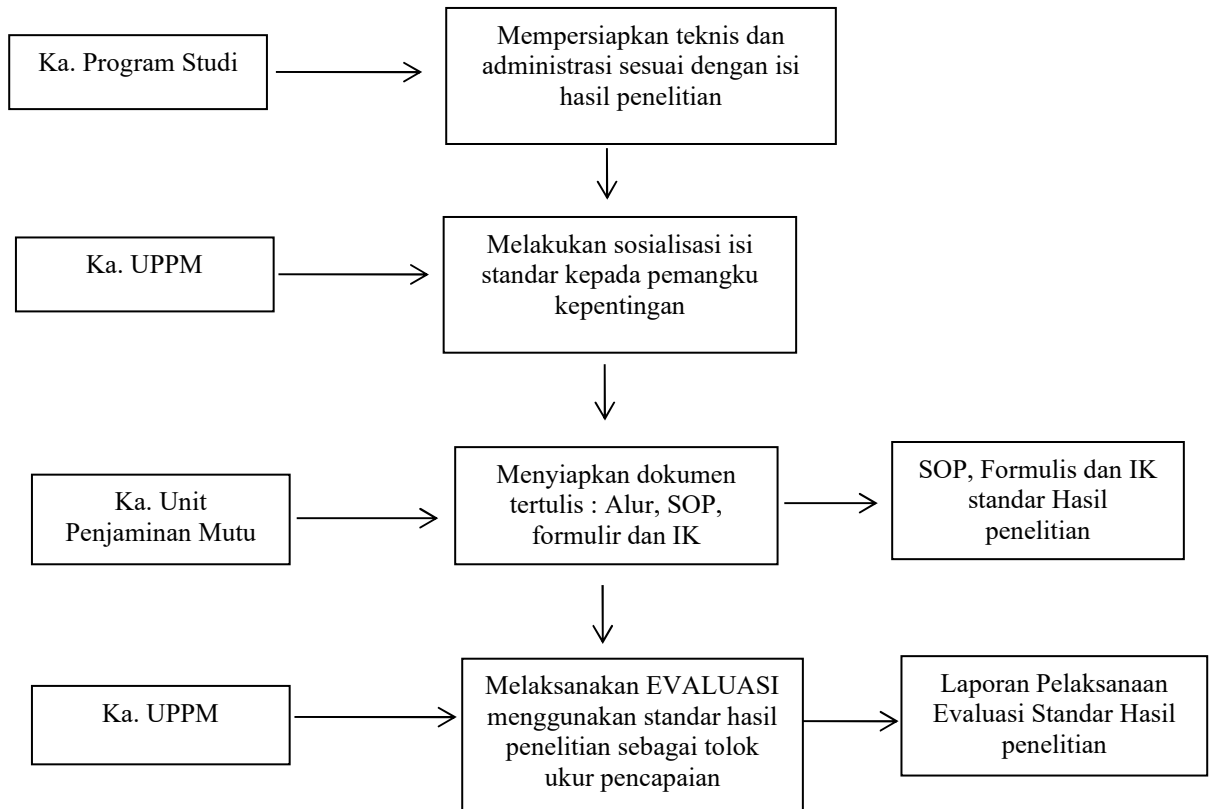 Ka. Program Studi
Mempersiapkan teknis dan
administrasi sesuai dengan isi
hasil penelitian
Ka. UPPM
Melakukan sosialisasi isi
standar kepada pemangku
kepentingan
Ka. Unit
Penjaminan Mutu
Menyiapkan dokumen
tertulis : Alur, SOP,
formulir dan IK
SOP, Formulis dan IK
standar Hasil
penelitian
Ka. UPPM
Melaksanakan EVALUASI
menggunakan standar hasil
penelitian sebagai tolok
ukur pencapaian
Laporan Pelaksanaan
Evaluasi Standar Hasil
penelitian